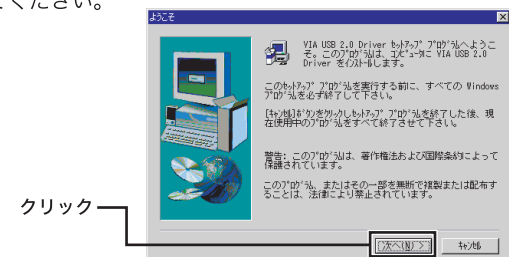 てください。
ようこそ
VIA USB 2.0 Driver ｾｯﾄｱｯﾌﾟ ﾌﾟﾛｸﾞﾗﾑへようこ
そ。このﾌﾟﾛｸﾞﾗﾑは、ｺﾝﾋﾟｭｰﾀに VIA USB 2.0
Driver をｲﾝｽﾄｰﾙします。
このｾｯﾄｱｯﾌﾟ ﾌﾟﾛｸﾞﾗﾑを実行する前に、すべての Windows
ﾌﾟﾛｸﾞﾗﾑを必ず終了して下さい。
[ｷｬﾝｾﾙ]ﾎﾞﾀﾝをｸﾘｯｸしｾｯﾄｱｯﾌﾟ ﾌﾟﾛｸﾞﾗﾑを終了した後、現
在使用中のﾌﾟﾛｸﾞﾗﾑをすべて終了させて下さい。
警告: このﾌﾟﾛｸﾞﾗﾑは、著作権法および国際条約によって
保護されています。
このﾌﾟﾛｸﾞﾗﾑ、またはその一部を無断で複製または配布す
ることは、法律により禁止されています。
クリック
次へ(N) >
ｷｬﾝｾﾙ